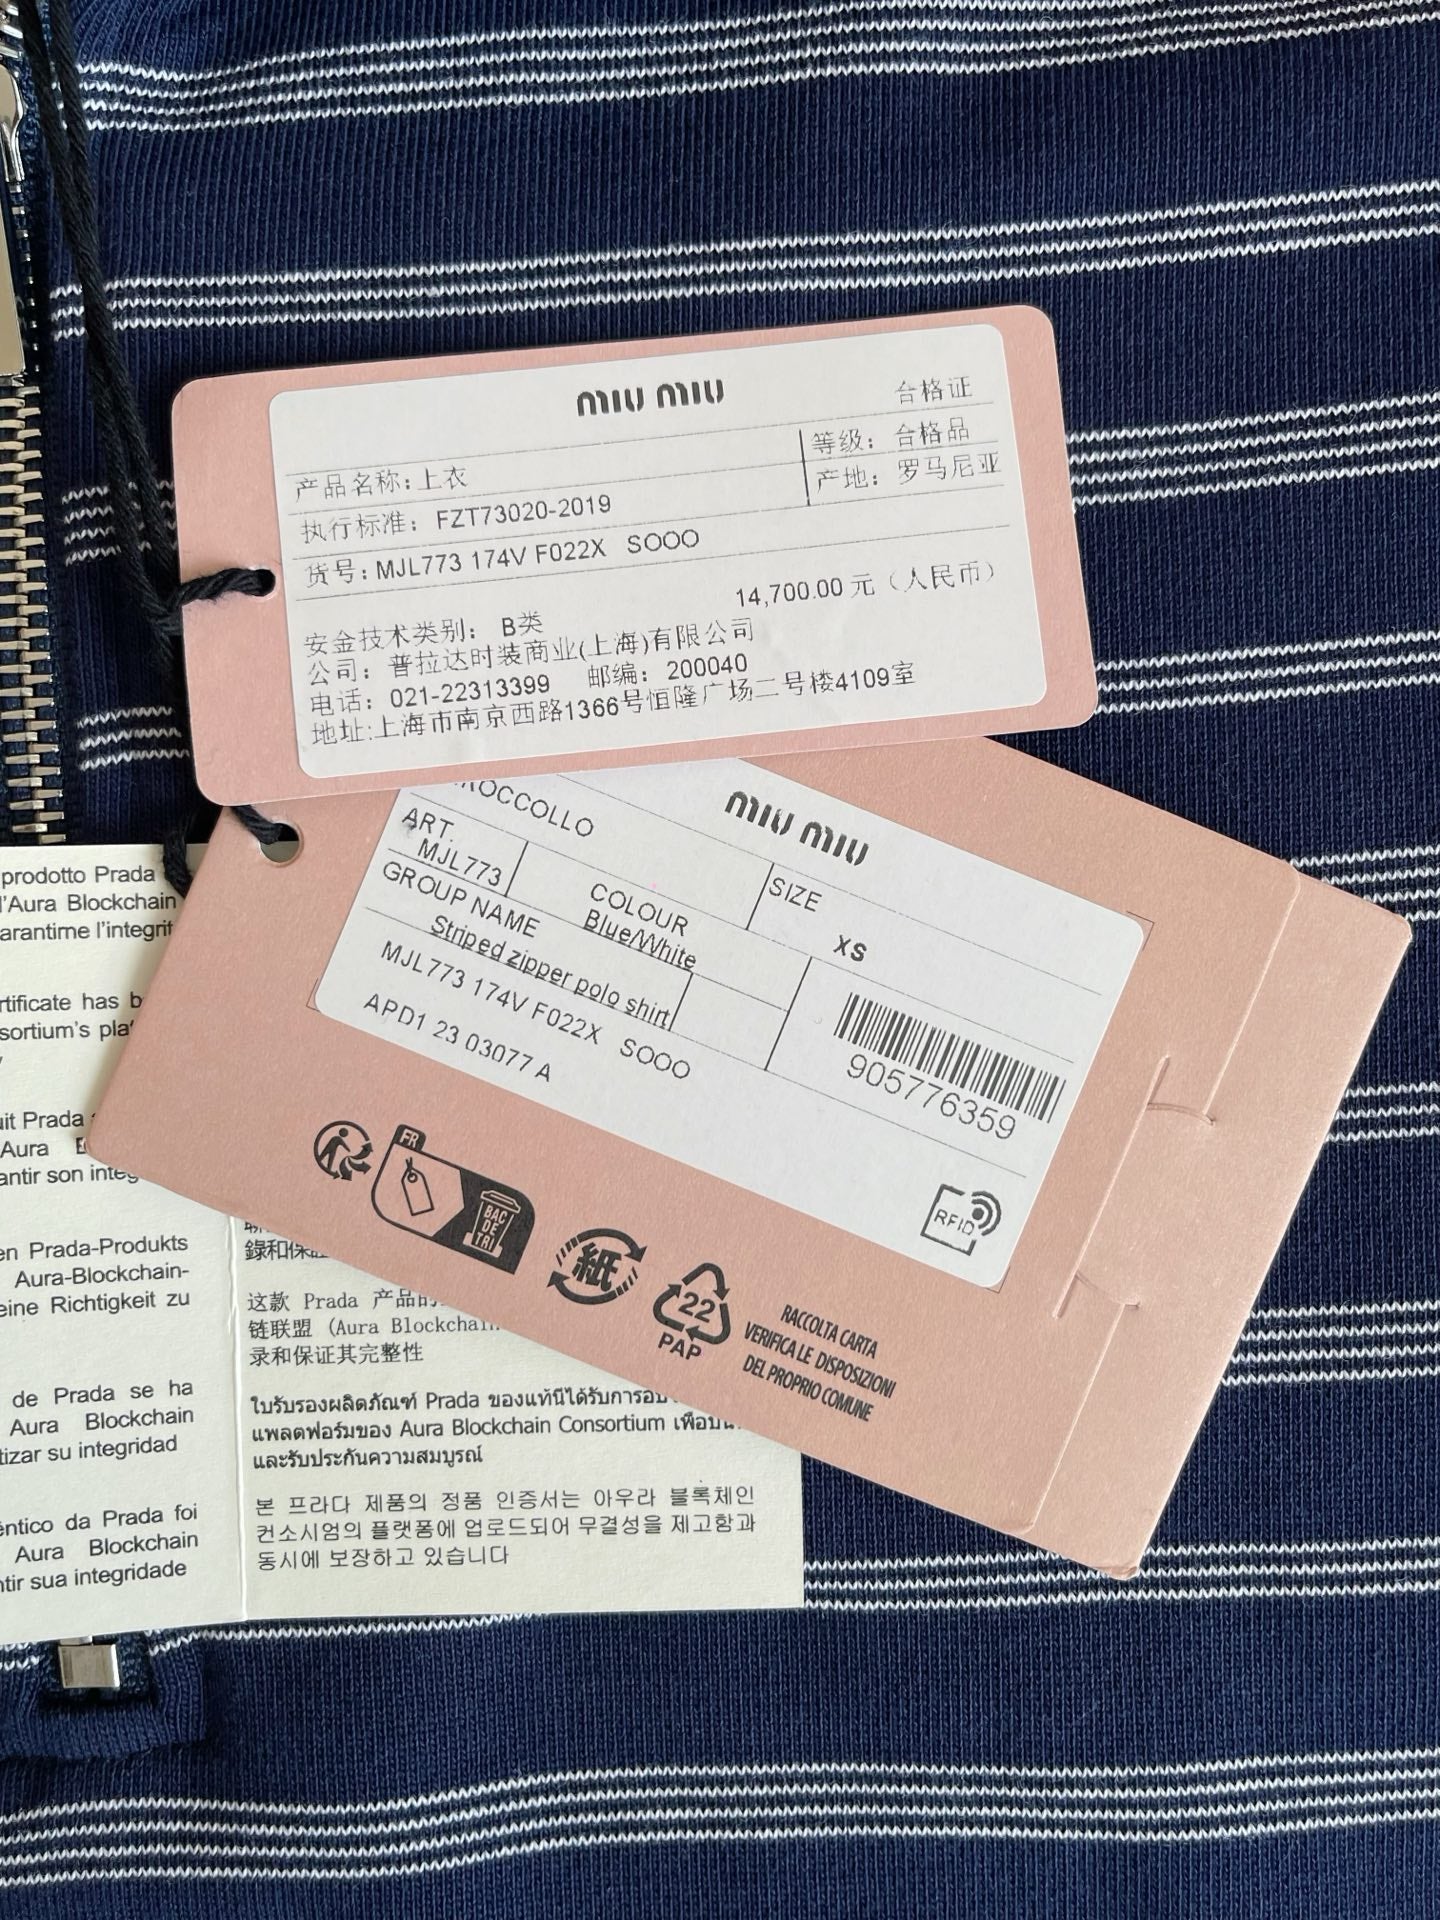 miu miu
台格证
产品名称:上衣
等级: 台格品
执行标准: FZT73020-2019
产地: 罗马尼亚
货号:MJL773 174V F022X SOOO
14,700.00 元（人民币）
安金技术类别: B类
公司: 普拉达时装商业(上海)有限公司
电话: 021-22313399 邮编: 200040
地址:上海市南京西路1366号恒隆广场二号楼4109室
miu miu
ROCCOLLO
ART.
MJL773
COLOUR
Blue/White
SIZE
XS
GROUP NAME
Striped zipper polo shirt
MJL773 174V F022X SOOO
APD1 23 03077 A
905776359
RFID
FR
BAC
DE
TRI
紙
22
PAP
RACCOLTA CARTA
VERIFICA LE DISPOSIZIONI
DEL PROPRIO COMUNE
prodotto Prada
l'Aura Blockchain
arantirne l'integrit
rtificate has b
sortium's plat
uit Prada
Aura
antir son integ
en Prada-Produkts
Aura-Blockchain-
eine Richtigkeit zu
de Prada se ha
Aura Blockchain
tizar su integridad
êntico da Prada foi
Aura Blockchain
ntir sua integridade
錄和保
这款 Prada 产品的
链联盟 (Aura Blockchain
录和保证其完整性
ใบรับรองผลิตภัณฑ์ Prada ของแท้นี้ได้รับการอั
แพลตฟอร์มของ Aura Blockchain Consortium เพื่อ
และรับประกันความสมบูรณ์
본 프라다 제품의 정품 인증서는 아우라 블록체인
컨소시엄의 플랫폼에 업로드되어 무결성을 제고함과
동시에 보장하고 있습니다